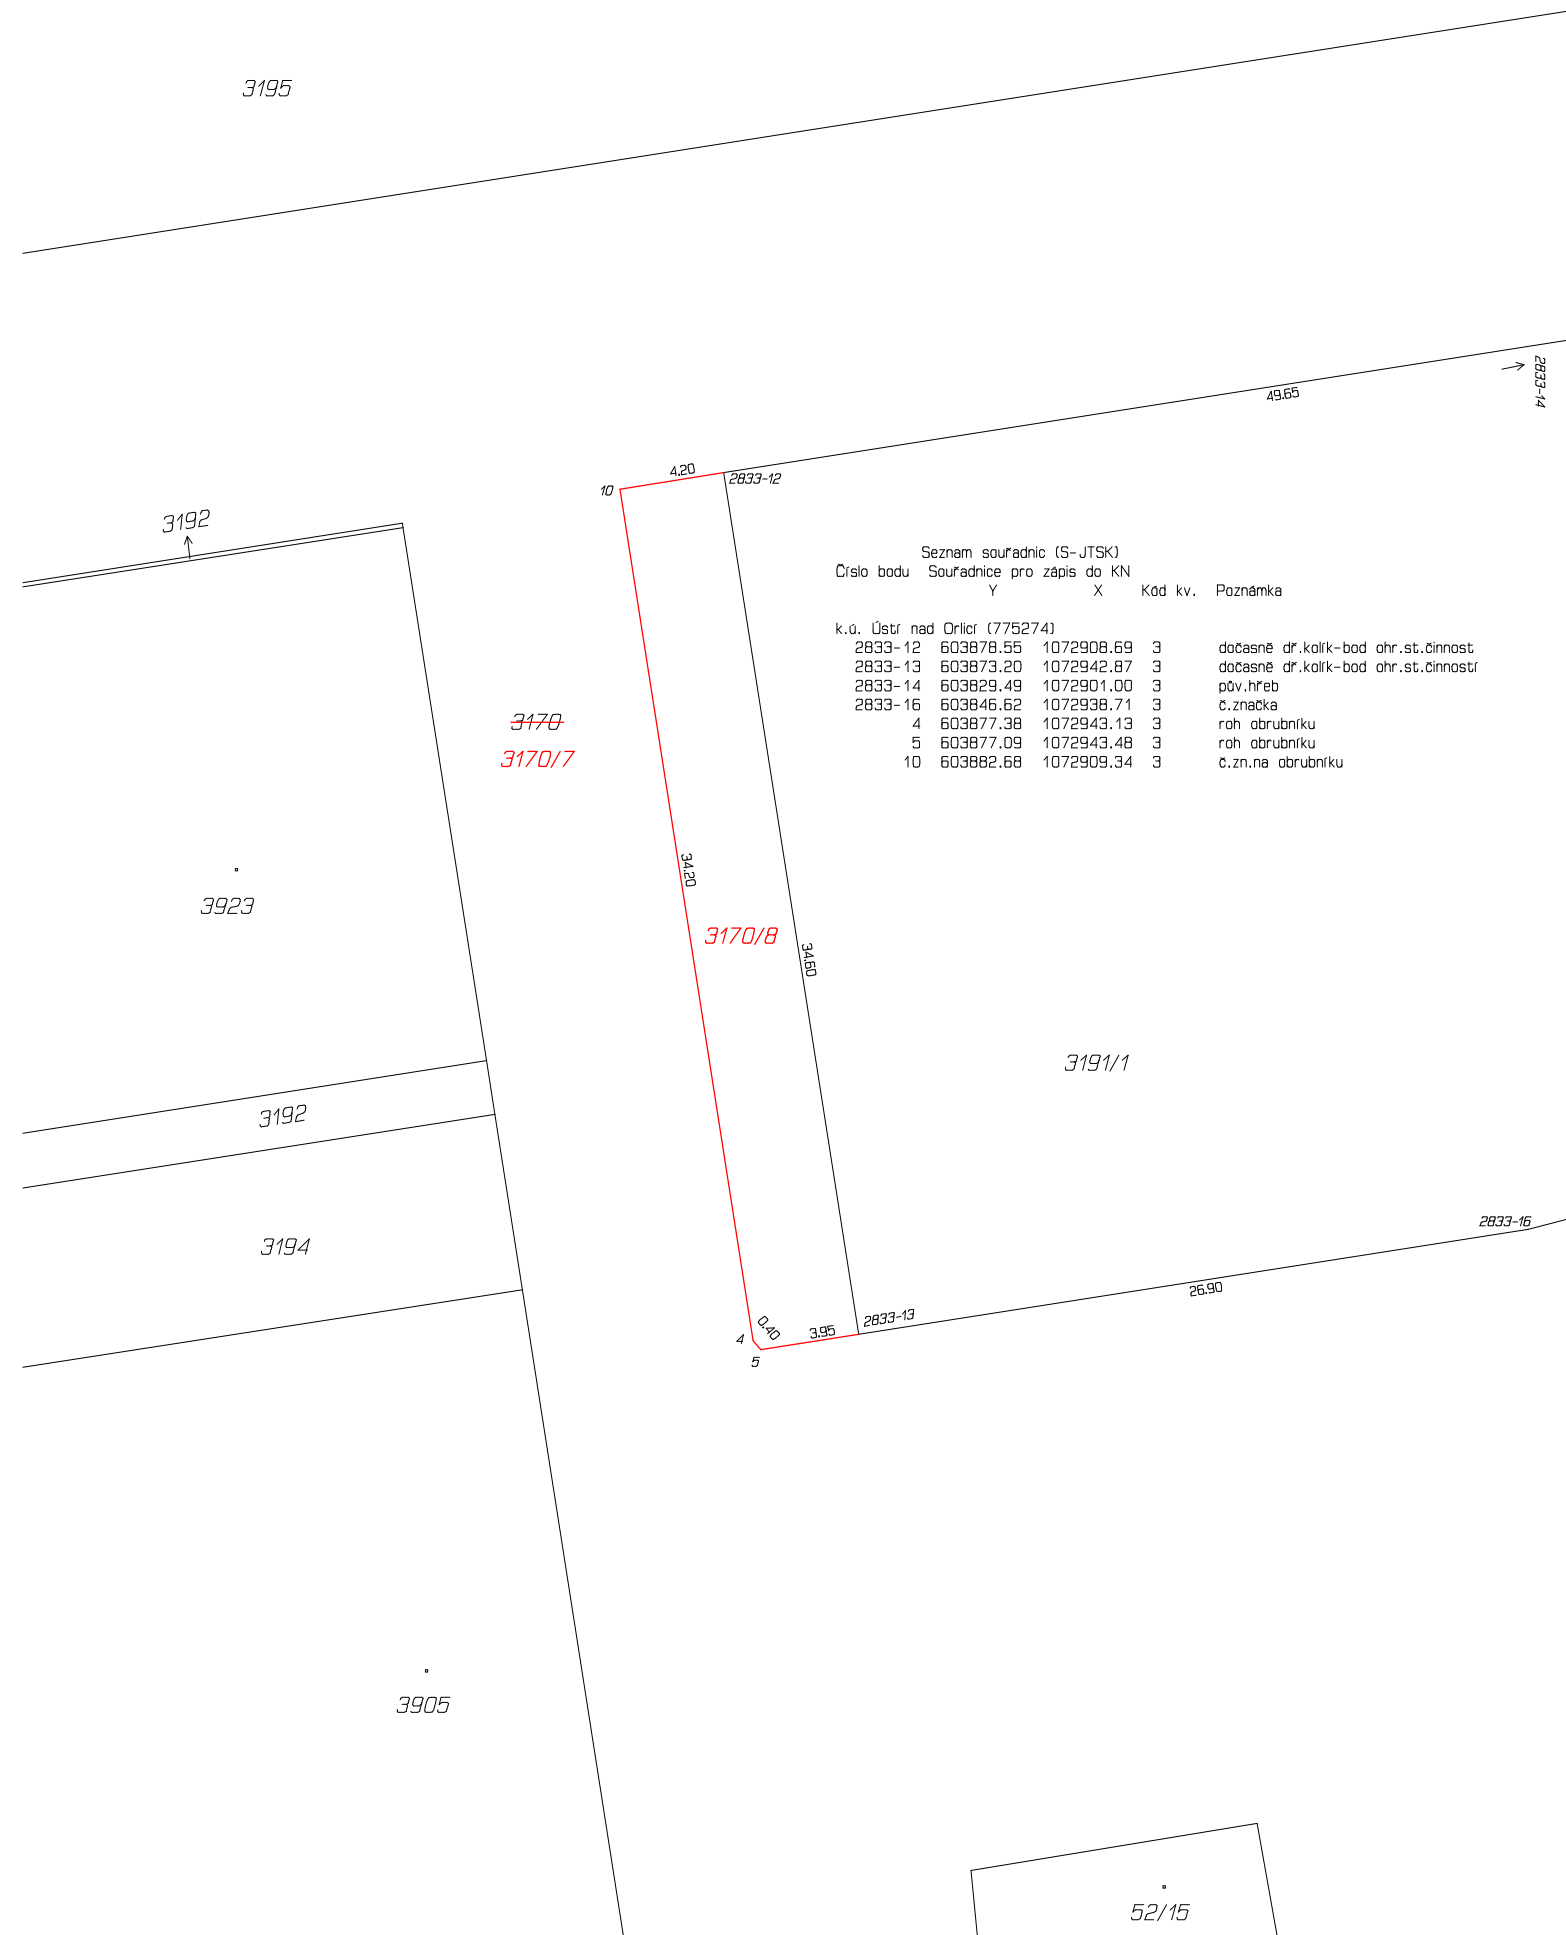 3195
2833-14
49.65
4.20
2833-12
10
3192
Seznam souřadnic (S-JTSK)
Číslo bodu Souřadnice pro zápis do KN
Y X Kód kv. Poznámka
k.ú. Ústí nad Orlicí (775274)
2833-12 603878.55 1072908.69 3 dočasně dř.kolík-bod ohr.st.činnost
2833-13 603873.20 1072942.87 3 dočasně dř.kolík-bod ohr.st.činností
2833-14 603829.49 1072901.00 3 pův.hřeb
2833-16 603846.62 1072938.71 3 č.značka
4 603877.38 1072943.13 3 roh obrubníku
5 603877.09 1072943.48 3 roh obrubníku
10 603882.68 1072909.34 3 č.zn.na obrubníku
3170
3170/7
34.20
3923
3170/8
34.60
3191/1
3192
2833-16
3194
26.90
2833-13
0.40
3.95
4
5
3905
52/15